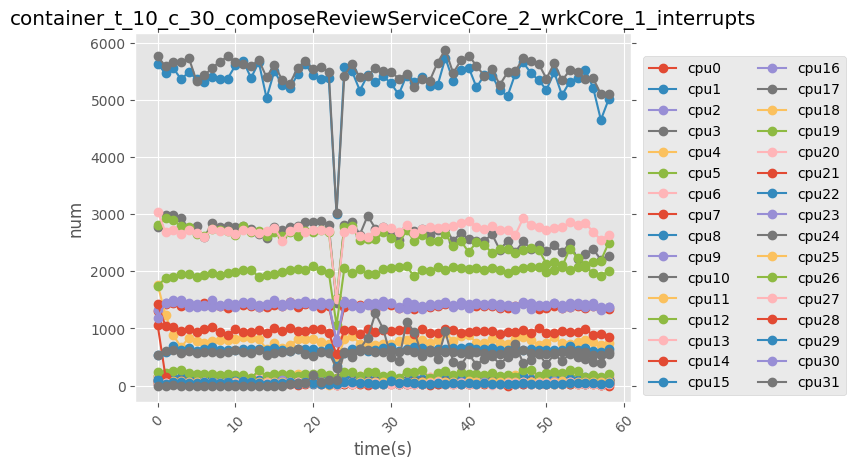 container_t_10_c_30_composeReviewServiceCore_2_wrkCore_1_interrupts
num
6000
5000
4000
3000
2000
1000
0
0
10
20
30
40
50
60
time(s)
cpu0
cpu1
cpu2
cpu3
cpu4
cpu5
cpu6
cpu7
cpu8
cpu9
cpu10
cpu11
cpu12
cpu13
cpu14
cpu15
cpu16
cpu17
cpu18
cpu19
cpu20
cpu21
cpu22
cpu23
cpu24
cpu25
cpu26
cpu27
cpu28
cpu29
cpu30
cpu31